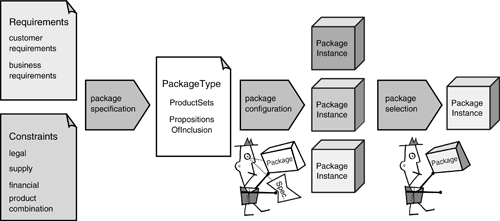 Requirements
customer
requirements
business
requirements
Constraints
legal
supply
financial
product
combination
package
specification
PackageType
ProductSets
Propositions
OfInclusion
package
configuration
Package
Spec
Package
Instance
Package
Instance
Package
Instance
package
selection
Package
Package
Instance